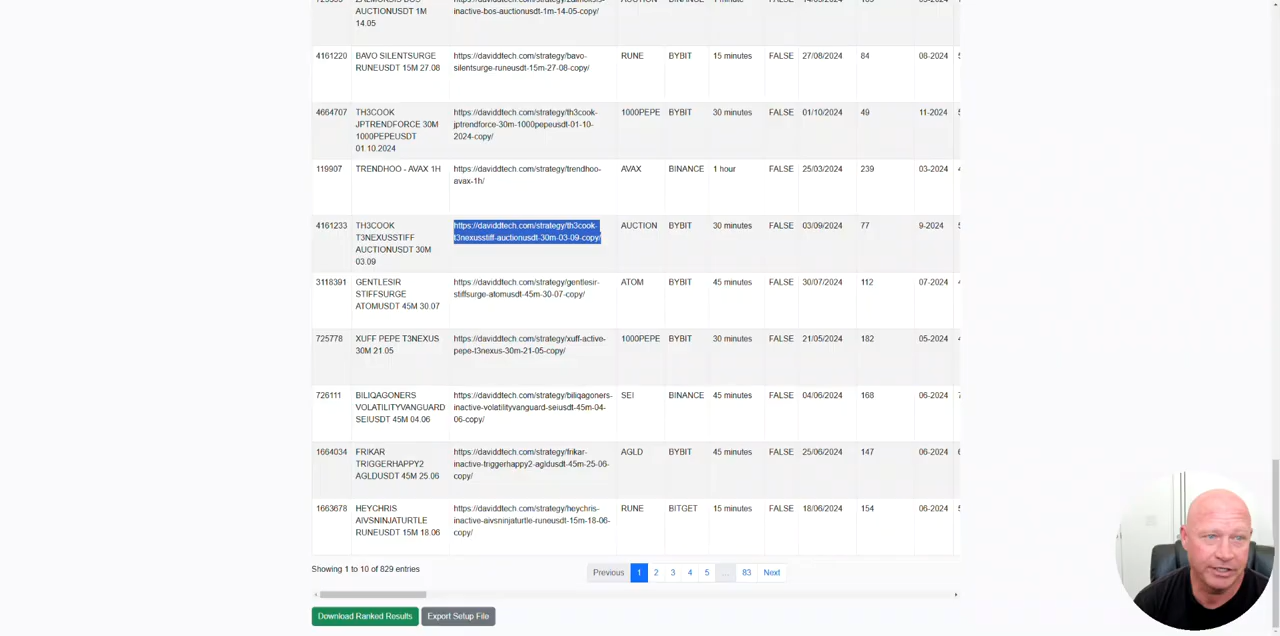 AUCTIONUSDT 1M
14.05
inactive-bos-auctionusdt-1m-14-05-copy/
4161220 BAVO SILENTSURGE RUNEUSDT 15M 27.08 https://daviddtech.com/strategy/bavo-silentsurge-runeusdt-15m-27-08-copy/ RUNE BYBIT 15 minutes FALSE 27/08/2024 84 08-2024
4664707 TH3COOK JPTRENDFORCE 30M 1000PEPEUSDT 01.10.2024 https://daviddtech.com/strategy/th3cook-jptrendforce-30m-1000pepeusdt-01-10-2024-copy/ 1000PEPE BYBIT 30 minutes FALSE 01/10/2024 49 11-2024
119907 TRENDHOO - AVAX 1H https://daviddtech.com/strategy/trendhoo-avax-1h/ AVAX BINANCE 1 hour FALSE 25/03/2024 239 03-2024
4161233 TH3COOK T3NEXUSSTIFF AUCTIONUSDT 30M 03.09 https://daviddtech.com/strategy/th3cook-t3nexusstiff-auctionusdt-30m-03-09-copy/ AUCTION BYBIT 30 minutes FALSE 03/09/2024 77 9-2024
3118391 GENTLESIR STIFFSURGE ATOMUSDT 45M 30.07 https://daviddtech.com/strategy/gentlesir-stiffsurge-atomusdt-45m-30-07-copy/ ATOM BYBIT 45 minutes FALSE 30/07/2024 112 07-2024
725778 XUFF PEPE T3NEXUS 30M 21.05 https://daviddtech.com/strategy/xuff-active-pepe-t3nexus-30m-21-05-copy/ 1000PEPE BYBIT 30 minutes FALSE 21/05/2024 182 05-2024
726111 BILIQAGONERS VOLATILITYVANGUARD SEIUSDT 45M 04.06 https://daviddtech.com/strategy/biliqagoners-inactive-volatilityvanguard-seiusdt-45m-04-06-copy/ SEI BINANCE 45 minutes FALSE 04/06/2024 168 06-2024
1664034 FRIKAR TRIGGERHAPPY2 AGLDUSDT 45M 25.06 https://daviddtech.com/strategy/frikar-inactive-triggerhappy2-agldusdt-45m-25-06-copy/ AGLD BYBIT 45 minutes FALSE 25/06/2024 147 06-2024
1663678 HEYCHRIS AIVSNINJATURTLE RUNEUSDT 15M 18.06 https://daviddtech.com/strategy/heychris-inactive-aivsninjaturtle-runeusdt-15m-18-06-copy/ RUNE BITGET 15 minutes FALSE 18/06/2024 154 06-2024
Showing 1 to 10 of 829 entries
Previous 1 2 3 4 5 ... 83 Next
Download Ranked Results Export Setup File